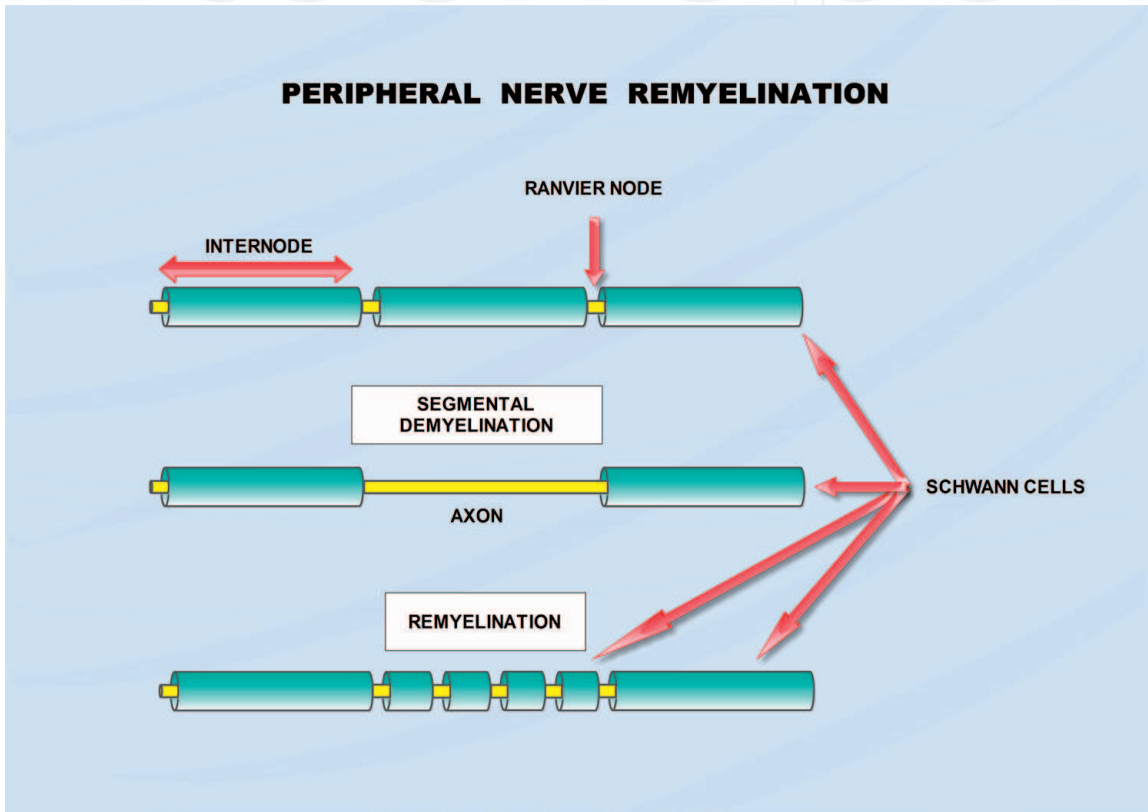 PERIPHERAL NERVE REMYELINATION
RANVIER NODE
INTERNODE
SEGMENTAL
DEMYELINATION
AXON
SCHWANN CELLS
REMYELINATION